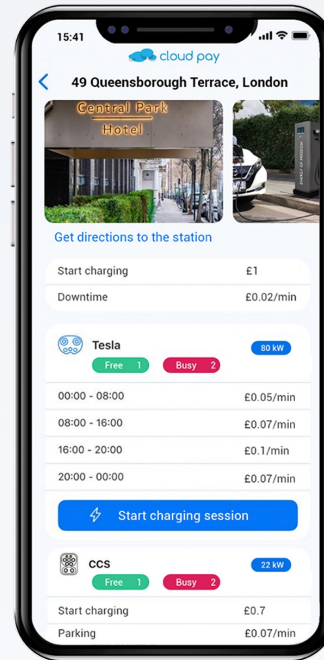 15:41
cloud pay
49 Queensborough Terrace, London
Central Park
Hotel
ENERGY OF FREEDOM
Get directions to the station
Start charging £1
Downtime £0.02/min
Tesla 80 kW
Free 1 Busy 2
00:00 - 08:00 £0.05/min
08:00 - 16:00 £0.07/min
16:00 - 20:00 £0.1/min
20:00 - 00:00 £0.07/min
Start charging session
CCS 22 kW
Free 1 Busy 2
Start charging £0.7
Parking £0.07/min